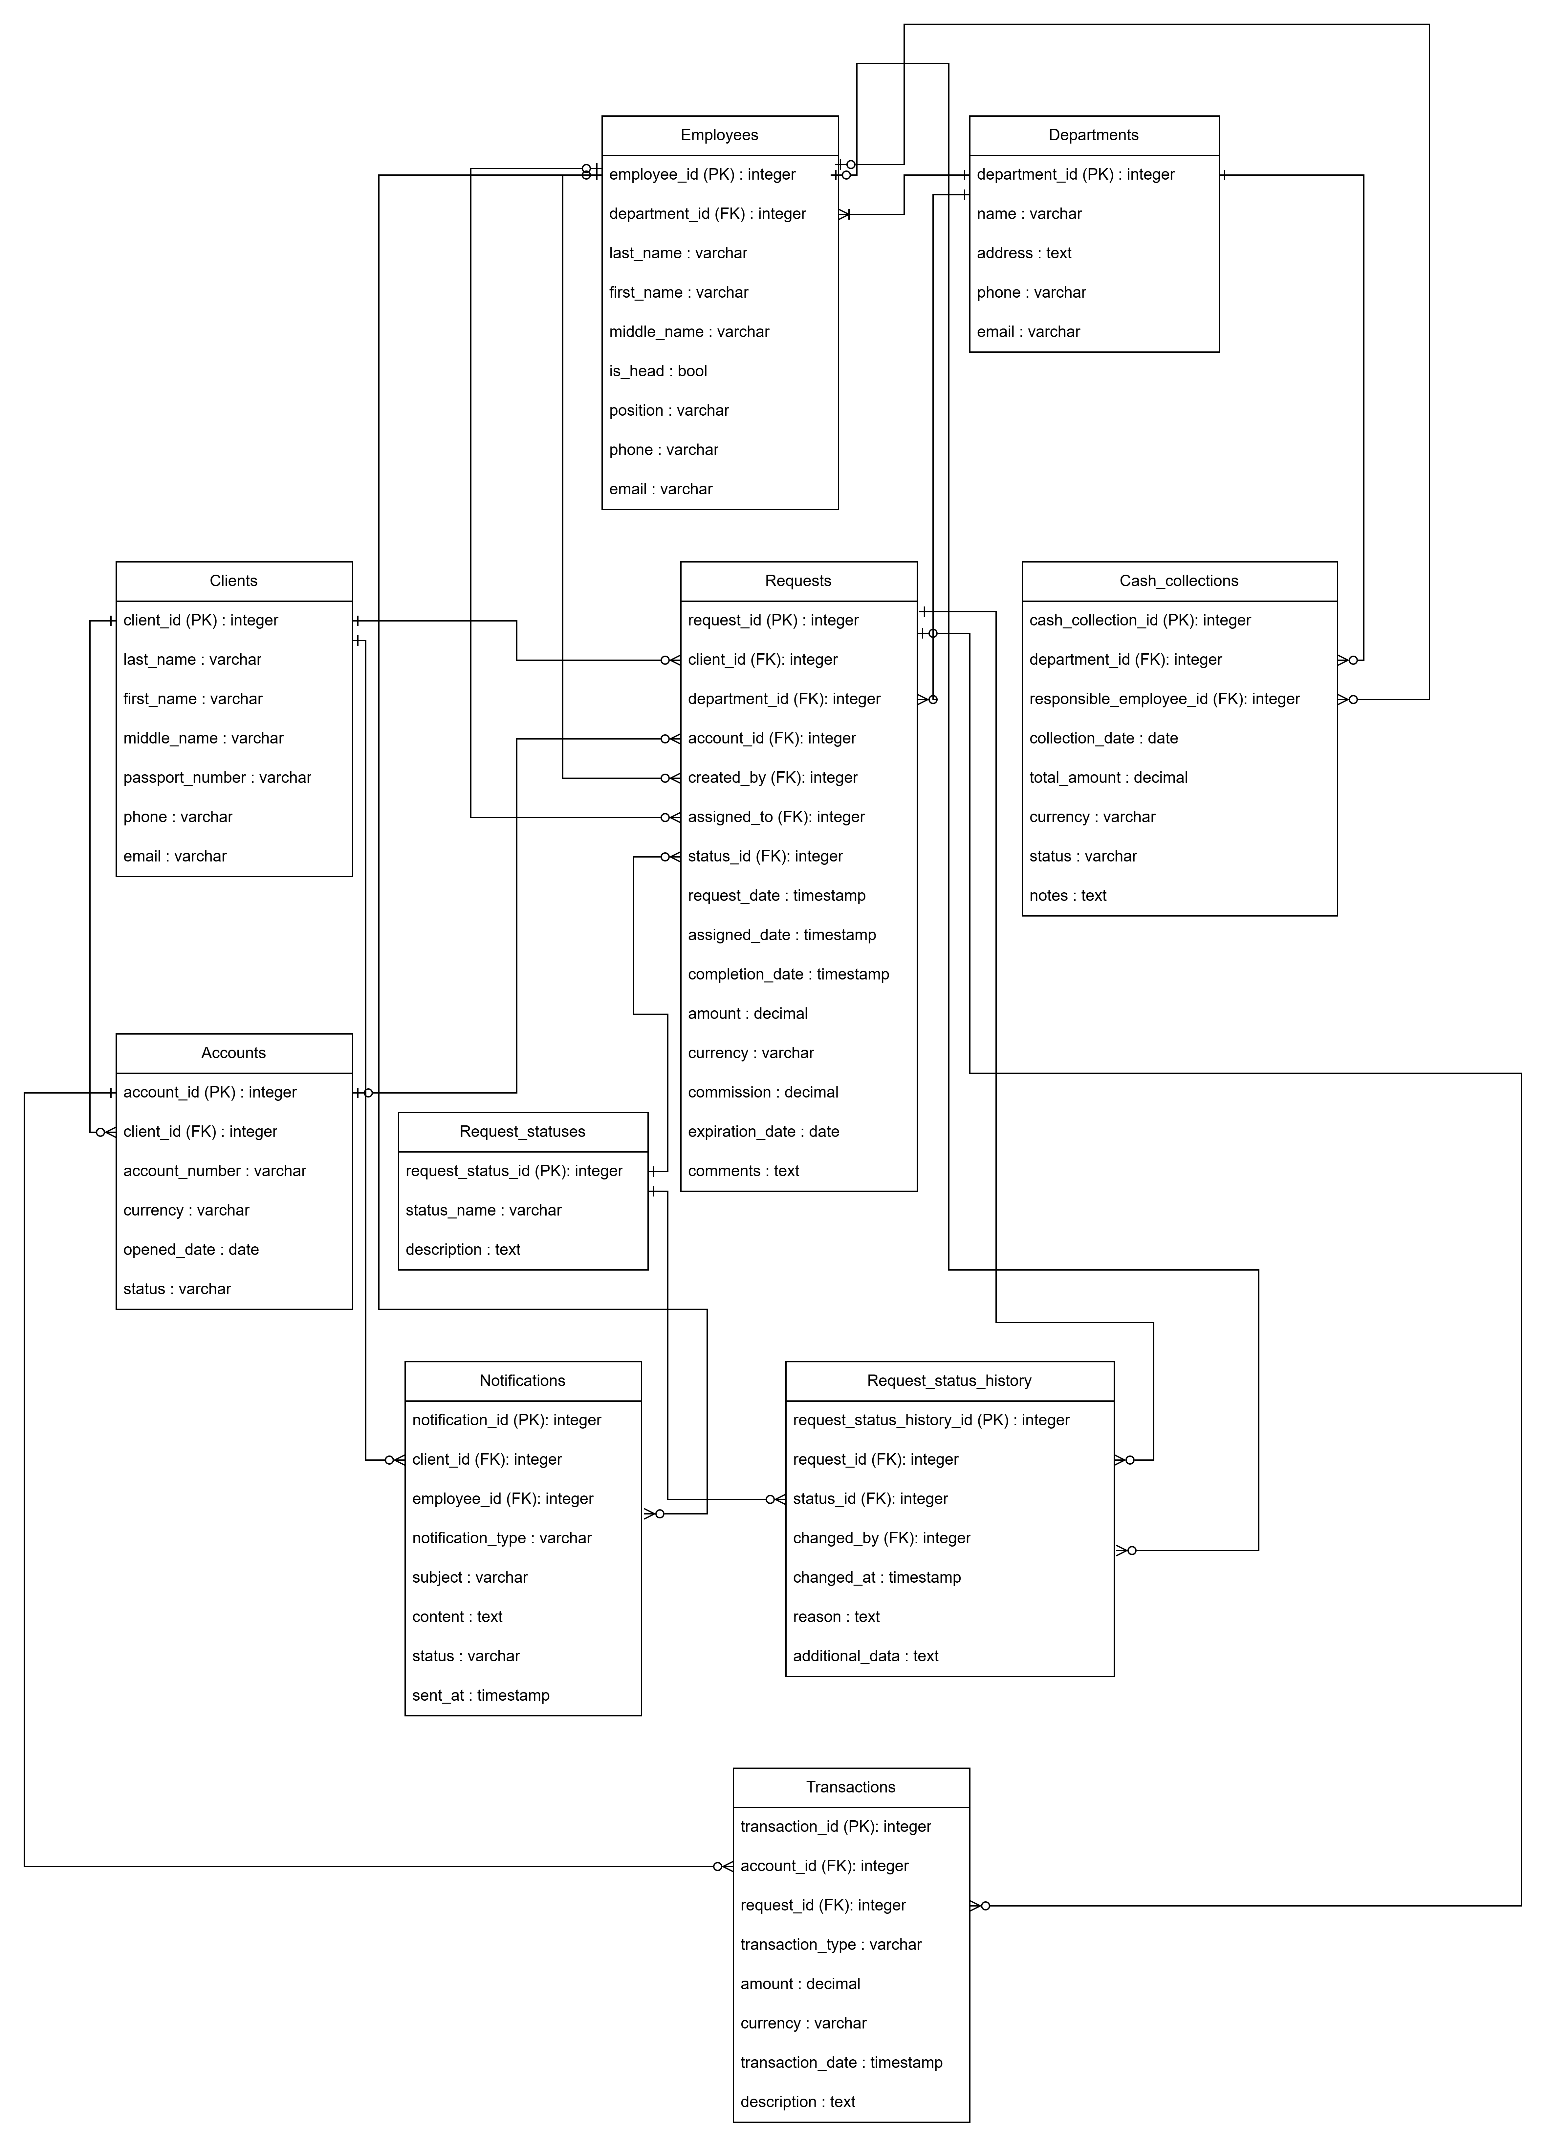 Employees
employee_id (PK) : integer
department_id (FK) : integer
last_name : varchar
first_name : varchar
middle_name : varchar
is_head : bool
position : varchar
phone : varchar
email : varchar
Departments
department_id (PK) : integer
name : varchar
address : text
phone : varchar
email : varchar
Clients
client_id (PK) : integer
last_name : varchar
first_name : varchar
middle_name : varchar
passport_number : varchar
phone : varchar
email : varchar
Requests
request_id (PK) : integer
client_id (FK): integer
department_id (FK): integer
account_id (FK): integer
created_by (FK): integer
assigned_to (FK): integer
status_id (FK): integer
request_date : timestamp
assigned_date : timestamp
completion_date : timestamp
amount : decimal
currency : varchar
commission : decimal
expiration_date : date
comments : text
Cash_collections
cash_collection_id (PK): integer
department_id (FK): integer
responsible_employee_id (FK): integer
collection_date : date
total_amount : decimal
currency : varchar
status : varchar
notes : text
Accounts
account_id (PK) : integer
client_id (FK) : integer
account_number : varchar
currency : varchar
opened_date : date
status : varchar
Request_statuses
request_status_id (PK): integer
status_name : varchar
description : text
Notifications
notification_id (PK): integer
client_id (FK): integer
employee_id (FK): integer
notification_type : varchar
subject : varchar
content : text
status : varchar
sent_at : timestamp
Request_status_history
request_status_history_id (PK) : integer
request_id (FK): integer
status_id (FK): integer
changed_by (FK): integer
changed_at : timestamp
reason : text
additional_data : text
Transactions
transaction_id (PK): integer
account_id (FK): integer
request_id (FK): integer
transaction_type : varchar
amount : decimal
currency : varchar
transaction_date : timestamp
description : text